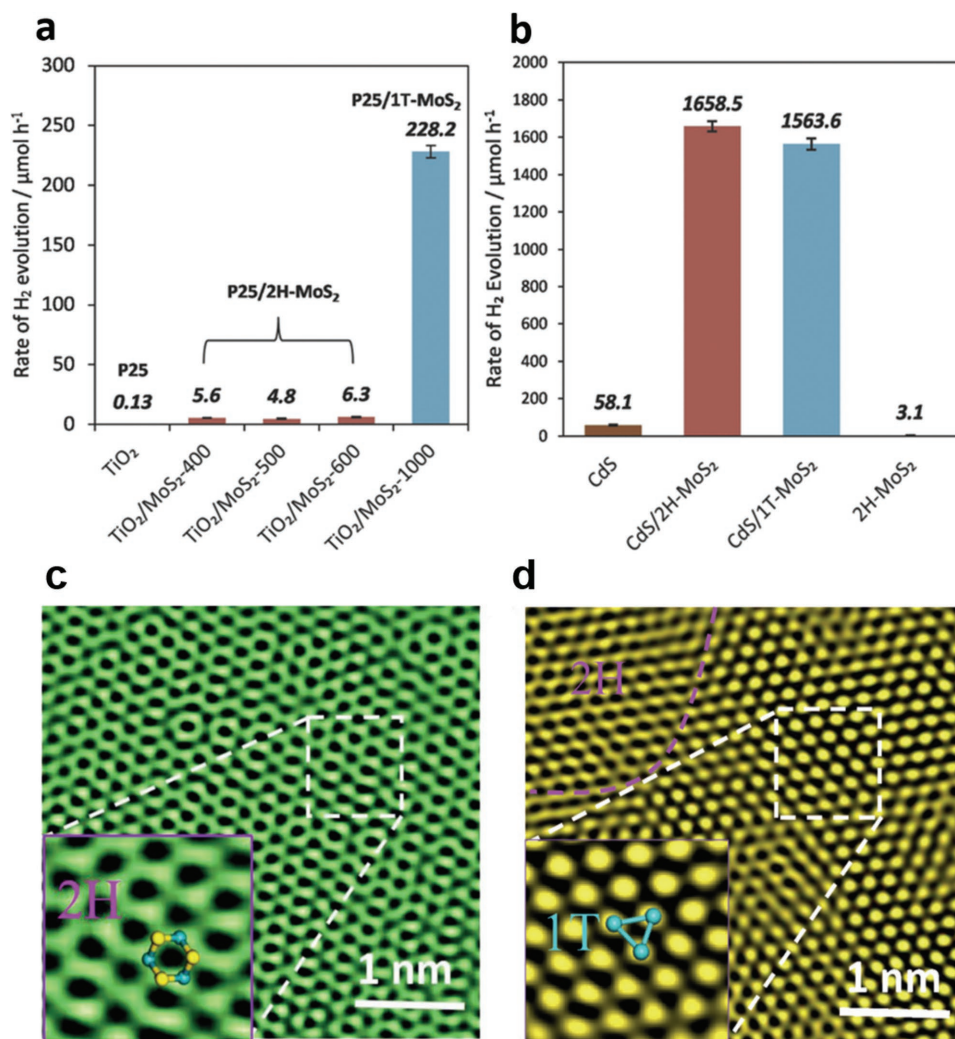 a
Rate of H₂ evolution / μmol h⁻¹
300
250
200
150
100
50
0
P25
0.13
P25/2H-MoS₂
5.6
4.8
6.3
P25/1T-MoS₂
228.2
TiO₂
TiO₂/MoS₂-400
TiO₂/MoS₂-500
TiO₂/MoS₂-600
TiO₂/MoS₂-1000
b
Rate of H₂ Evolution / μmol h⁻¹
2000
1800
1600
1400
1200
1000
800
600
400
200
0
58.1
1658.5
1563.6
3.1
CdS
CdS/2H-MoS₂
CdS/1T-MoS₂
2H-MoS₂
c
2H
1 nm
d
2H
1T
1 nm